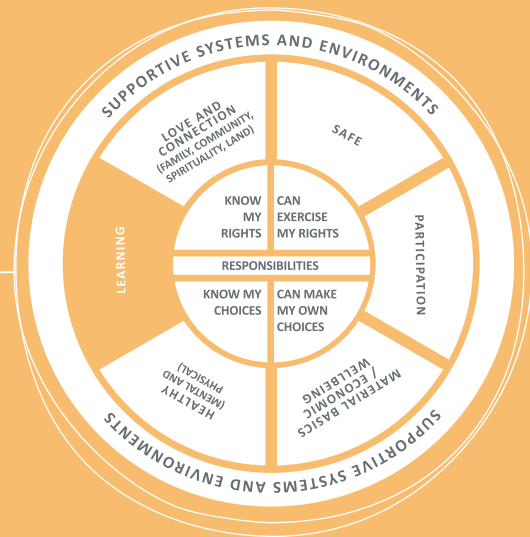 SUPPORTIVE SYSTEMS AND ENVIRONMENTS
LOVE AND
CONNECTION
(FAMILY, COMMUNITY,
SPIRITUALITY, LAND)
SAFE
LEARNING
PARTICIPATION
KNOW
MY
RIGHTS
CAN
EXERCISE
MY RIGHTS
RESPONSIBILITIES
KNOW MY
CHOICES
CAN MAKE
MY OWN
CHOICES
HEALTHY
(MENTAL AND
PHYSICAL)
MATERIAL BASICS
/ ECONOMIC
WELLBEING
SUPPORTIVE SYSTEMS AND ENVIRONMENTS